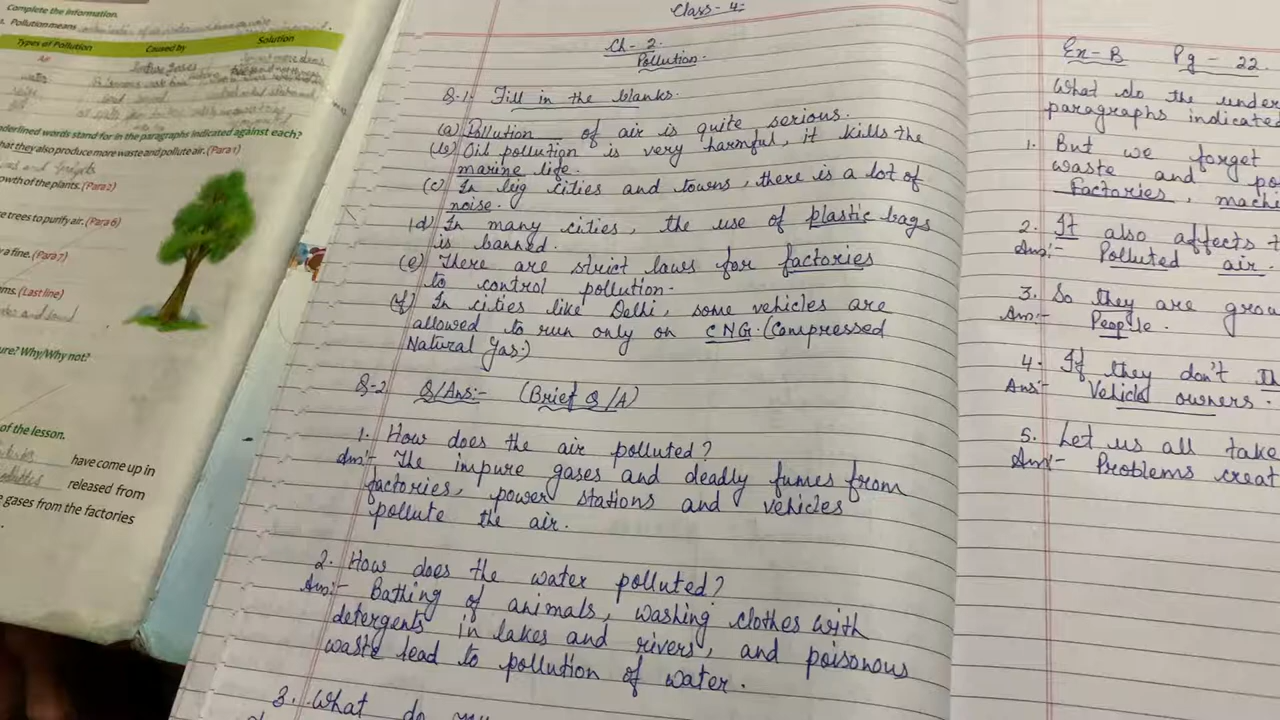 Complete the information.
Pollution means
Types of Pollution Caused by Solution
Air
water
underlined words stand for in the paragraphs indicated against each?
hat they also produce more waste and pollute air. (Para 1)
owth of the plants. (Para 2)
e trees to purify air. (Para 6)
a fine. (Para 7)
ms. (Last line)
ure? Why/Why not?
of the lesson.
have come up in
released from
gases from the factories
Class-4
Ch-2
Pollution.
Q-1. Fill in the blanks.
(a) Pollution of air is quite serious.
(b) Oil pollution is very harmful, it kills the
marine life.
(c) In big cities and towns, there is a lot of
noise.
(d) In many cities, the use of plastic bags
is banned.
(e) There are strict laws for factories
to control pollution.
(f) In cities like Delhi, some vehicles are
allowed to run only on CNG. (Compressed
Natural Gas.)
Q-2 Q/Ans:- (Brief Q/A)
1. How does the air polluted?
Ans:- The impure gases and deadly fumes from
factories, power stations and vehicles
pollute the air.
2. How does the water polluted?
Ans:- Bathing of animals, washing clothes with
detergents in lakes and rivers, and poisonous
waste lead to pollution of water.
3. What do
Ex-B Pg-22
What do the under
paragraphs indicated
1. But we forget
waste and po
Factories, machi
2. It also affects t
Ans:- Polluted air.
3. So they are grou
Ans:- People.
4. If they don't th
Ans:- Vehicle owners.
5. Let us all take
Ans:- Problems creat